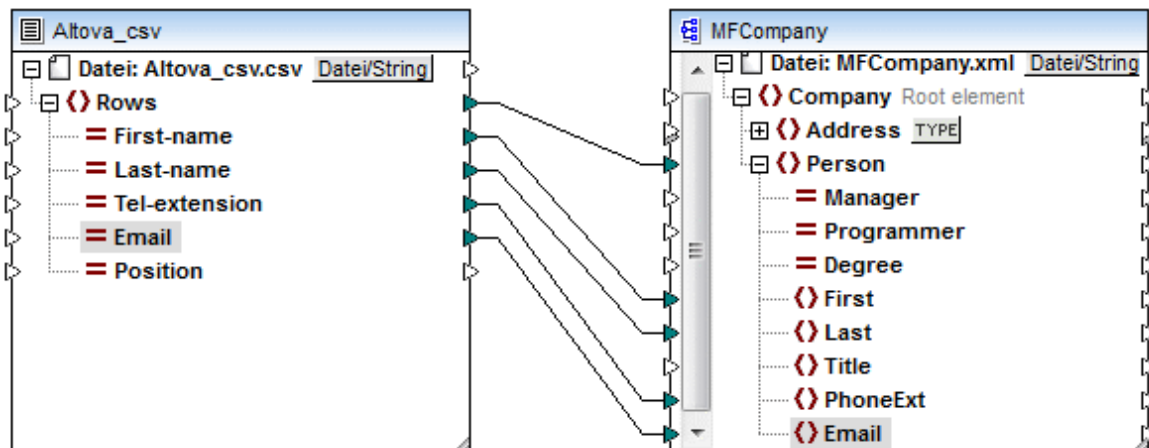 Altova_csv
Datei: Altova_csv.csv Datei/String
Rows
First-name
Last-name
Tel-extension
Email
Position
MFCompany
Datei: MFCompany.xml Datei/String
Company Root element
Address TYPE
Person
Manager
Programmer
Degree
First
Last
Title
PhoneExt
Email